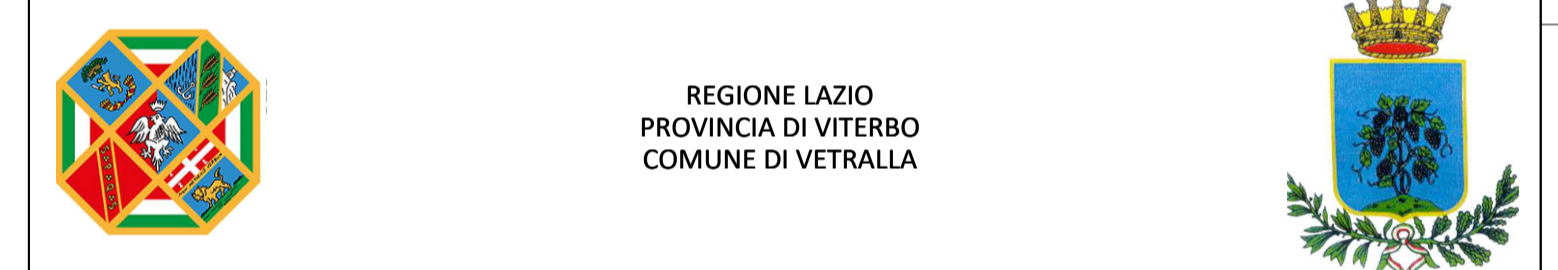 REGIONE LAZIO
PROVINCIA DI VITERBO
COMUNE DI VETRALLA